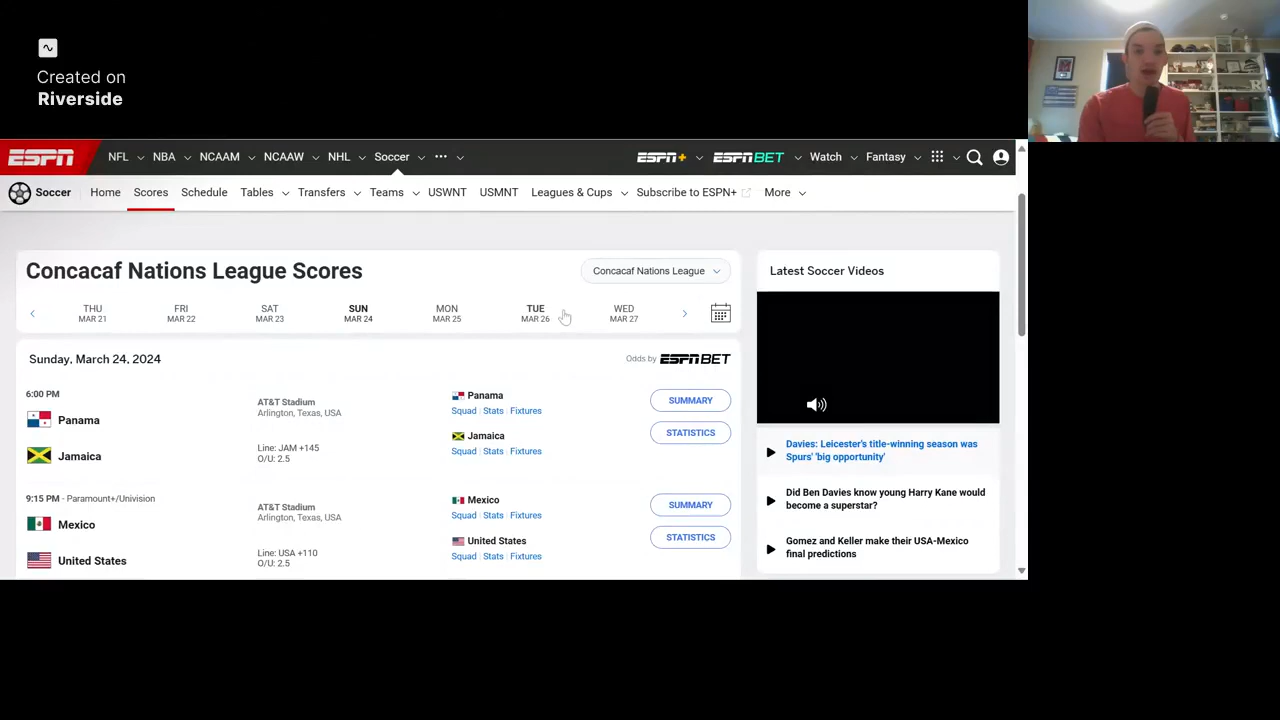 Created on
Riverside
ESPN
NFL
NBA
NCAAM
NCAAW
NHL
Soccer
ESPN+
ESPN BET
Watch
Fantasy
Soccer
Home
Scores
Schedule
Tables
Transfers
Teams
USWNT
USMNT
Leagues & Cups
Subscribe to ESPN+
More
Concacaf Nations League Scores
Concacaf Nations League
THU
MAR 21
FRI
MAR 22
SAT
MAR 23
SUN
MAR 24
MON
MAR 25
TUE
MAR 26
WED
MAR 27
Sunday, March 24, 2024
Odds by ESPN BET
6:00 PM
Panama
Jamaica
AT&T Stadium
Arlington, Texas, USA
Line: JAM +145
O/U: 2.5
Panama
Squad Stats Fixtures
Jamaica
Squad Stats Fixtures
SUMMARY
STATISTICS
9:15 PM - Paramount+/Univision
Mexico
United States
AT&T Stadium
Arlington, Texas, USA
Line: USA +110
O/U: 2.5
Mexico
Squad Stats Fixtures
United States
Squad Stats Fixtures
SUMMARY
STATISTICS
Latest Soccer Videos
Davies: Leicester's title-winning season was
Spurs' 'big opportunity'
Did Ben Davies know young Harry Kane would
become a superstar?
Gomez and Keller make their USA-Mexico
final predictions